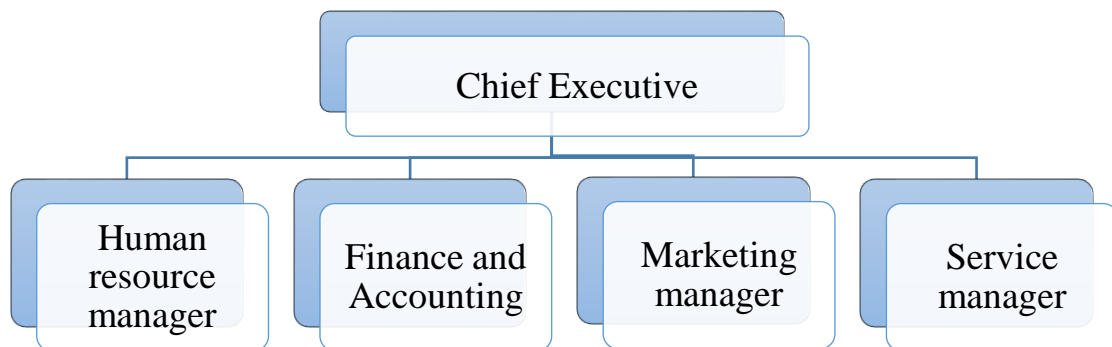 Chief Executive
Human
resource
manager
Finance and
Accounting
Marketing
manager
Service
manager